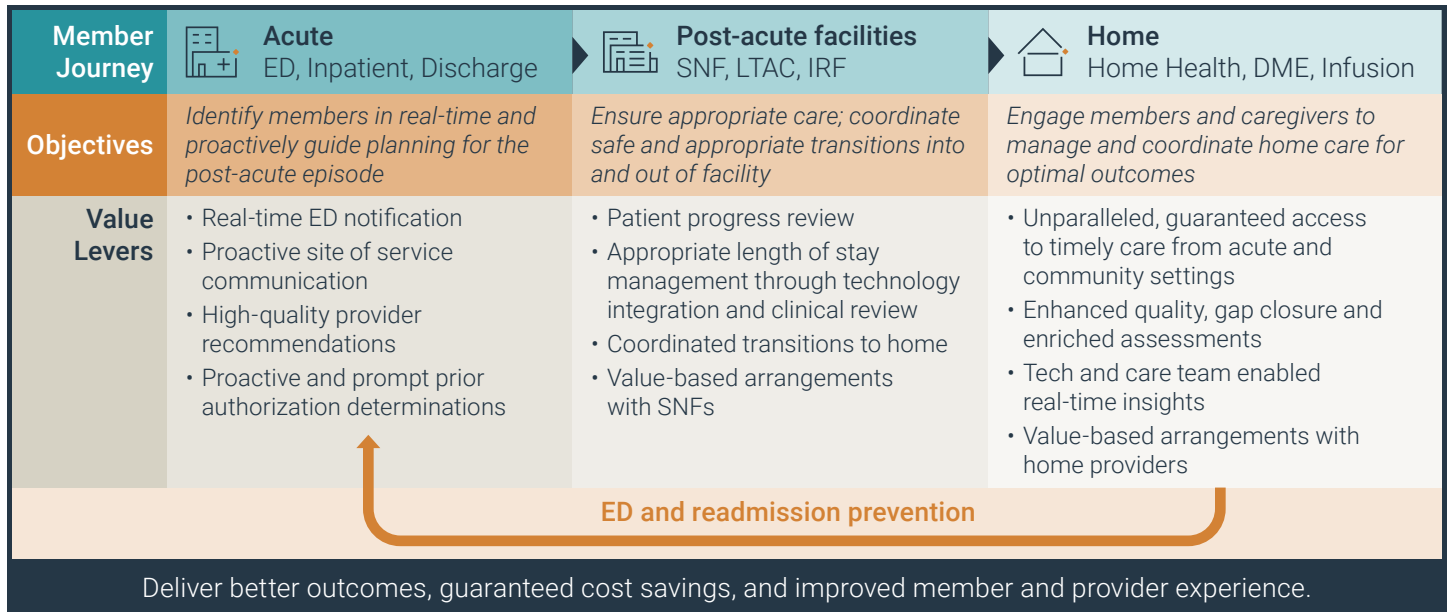 Member
Journey
Acute
ED, Inpatient, Discharge
Post-acute facilities
SNF, LTAC, IRF
Home
Home Health, DME, Infusion
Objectives
Identify members in real-time and
proactively guide planning for the
post-acute episode
Ensure appropriate care; coordinate
safe and appropriate transitions into
and out of facility
Engage members and caregivers to
manage and coordinate home care for
optimal outcomes
Value
Levers
• Real-time ED notification
• Proactive site of service
communication
• High-quality provider
recommendations
• Proactive and prompt prior
authorization determinations
• Patient progress review
• Appropriate length of stay
management through technology
integration and clinical review
• Coordinated transitions to home
• Value-based arrangements
with SNFs
• Unparalleled, guaranteed access
to timely care from acute and
community settings
• Enhanced quality, gap closure and
enriched assessments
• Tech and care team enabled
real-time insights
• Value-based arrangements with
home providers
ED and readmission prevention
Deliver better outcomes, guaranteed cost savings, and improved member and provider experience.